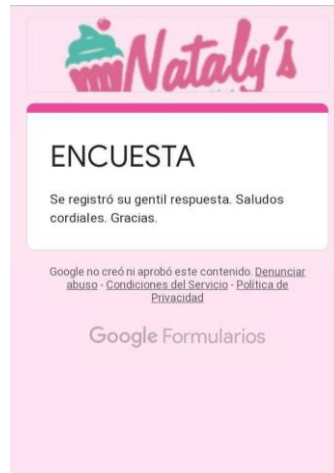 Nataly's
ENCUESTA
Se registró su gentil respuesta. Saludos
cordiales. Gracias.
Google no creó ni aprobó este contenido. Denunciar
abuso - Condiciones del Servicio - Política de
Privacidad
Google Formularios